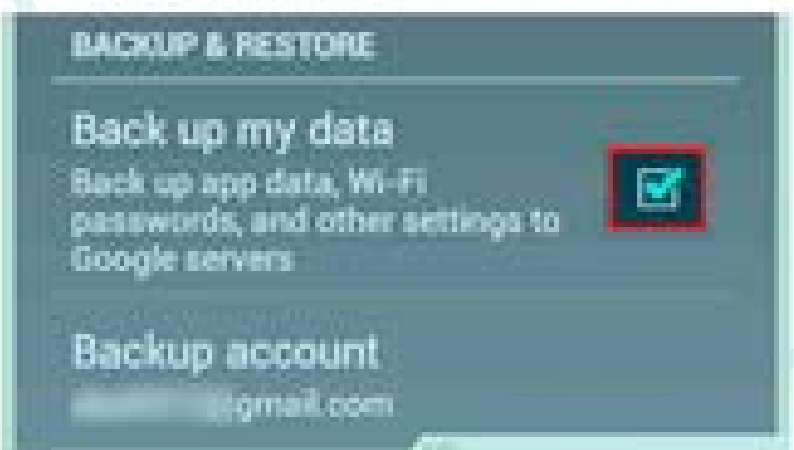 BACKUP & RESTORE
Back up my data
Back up app data, Wi-Fi
passwords, and other settings to
Google servers
Backup account
@gmail.com